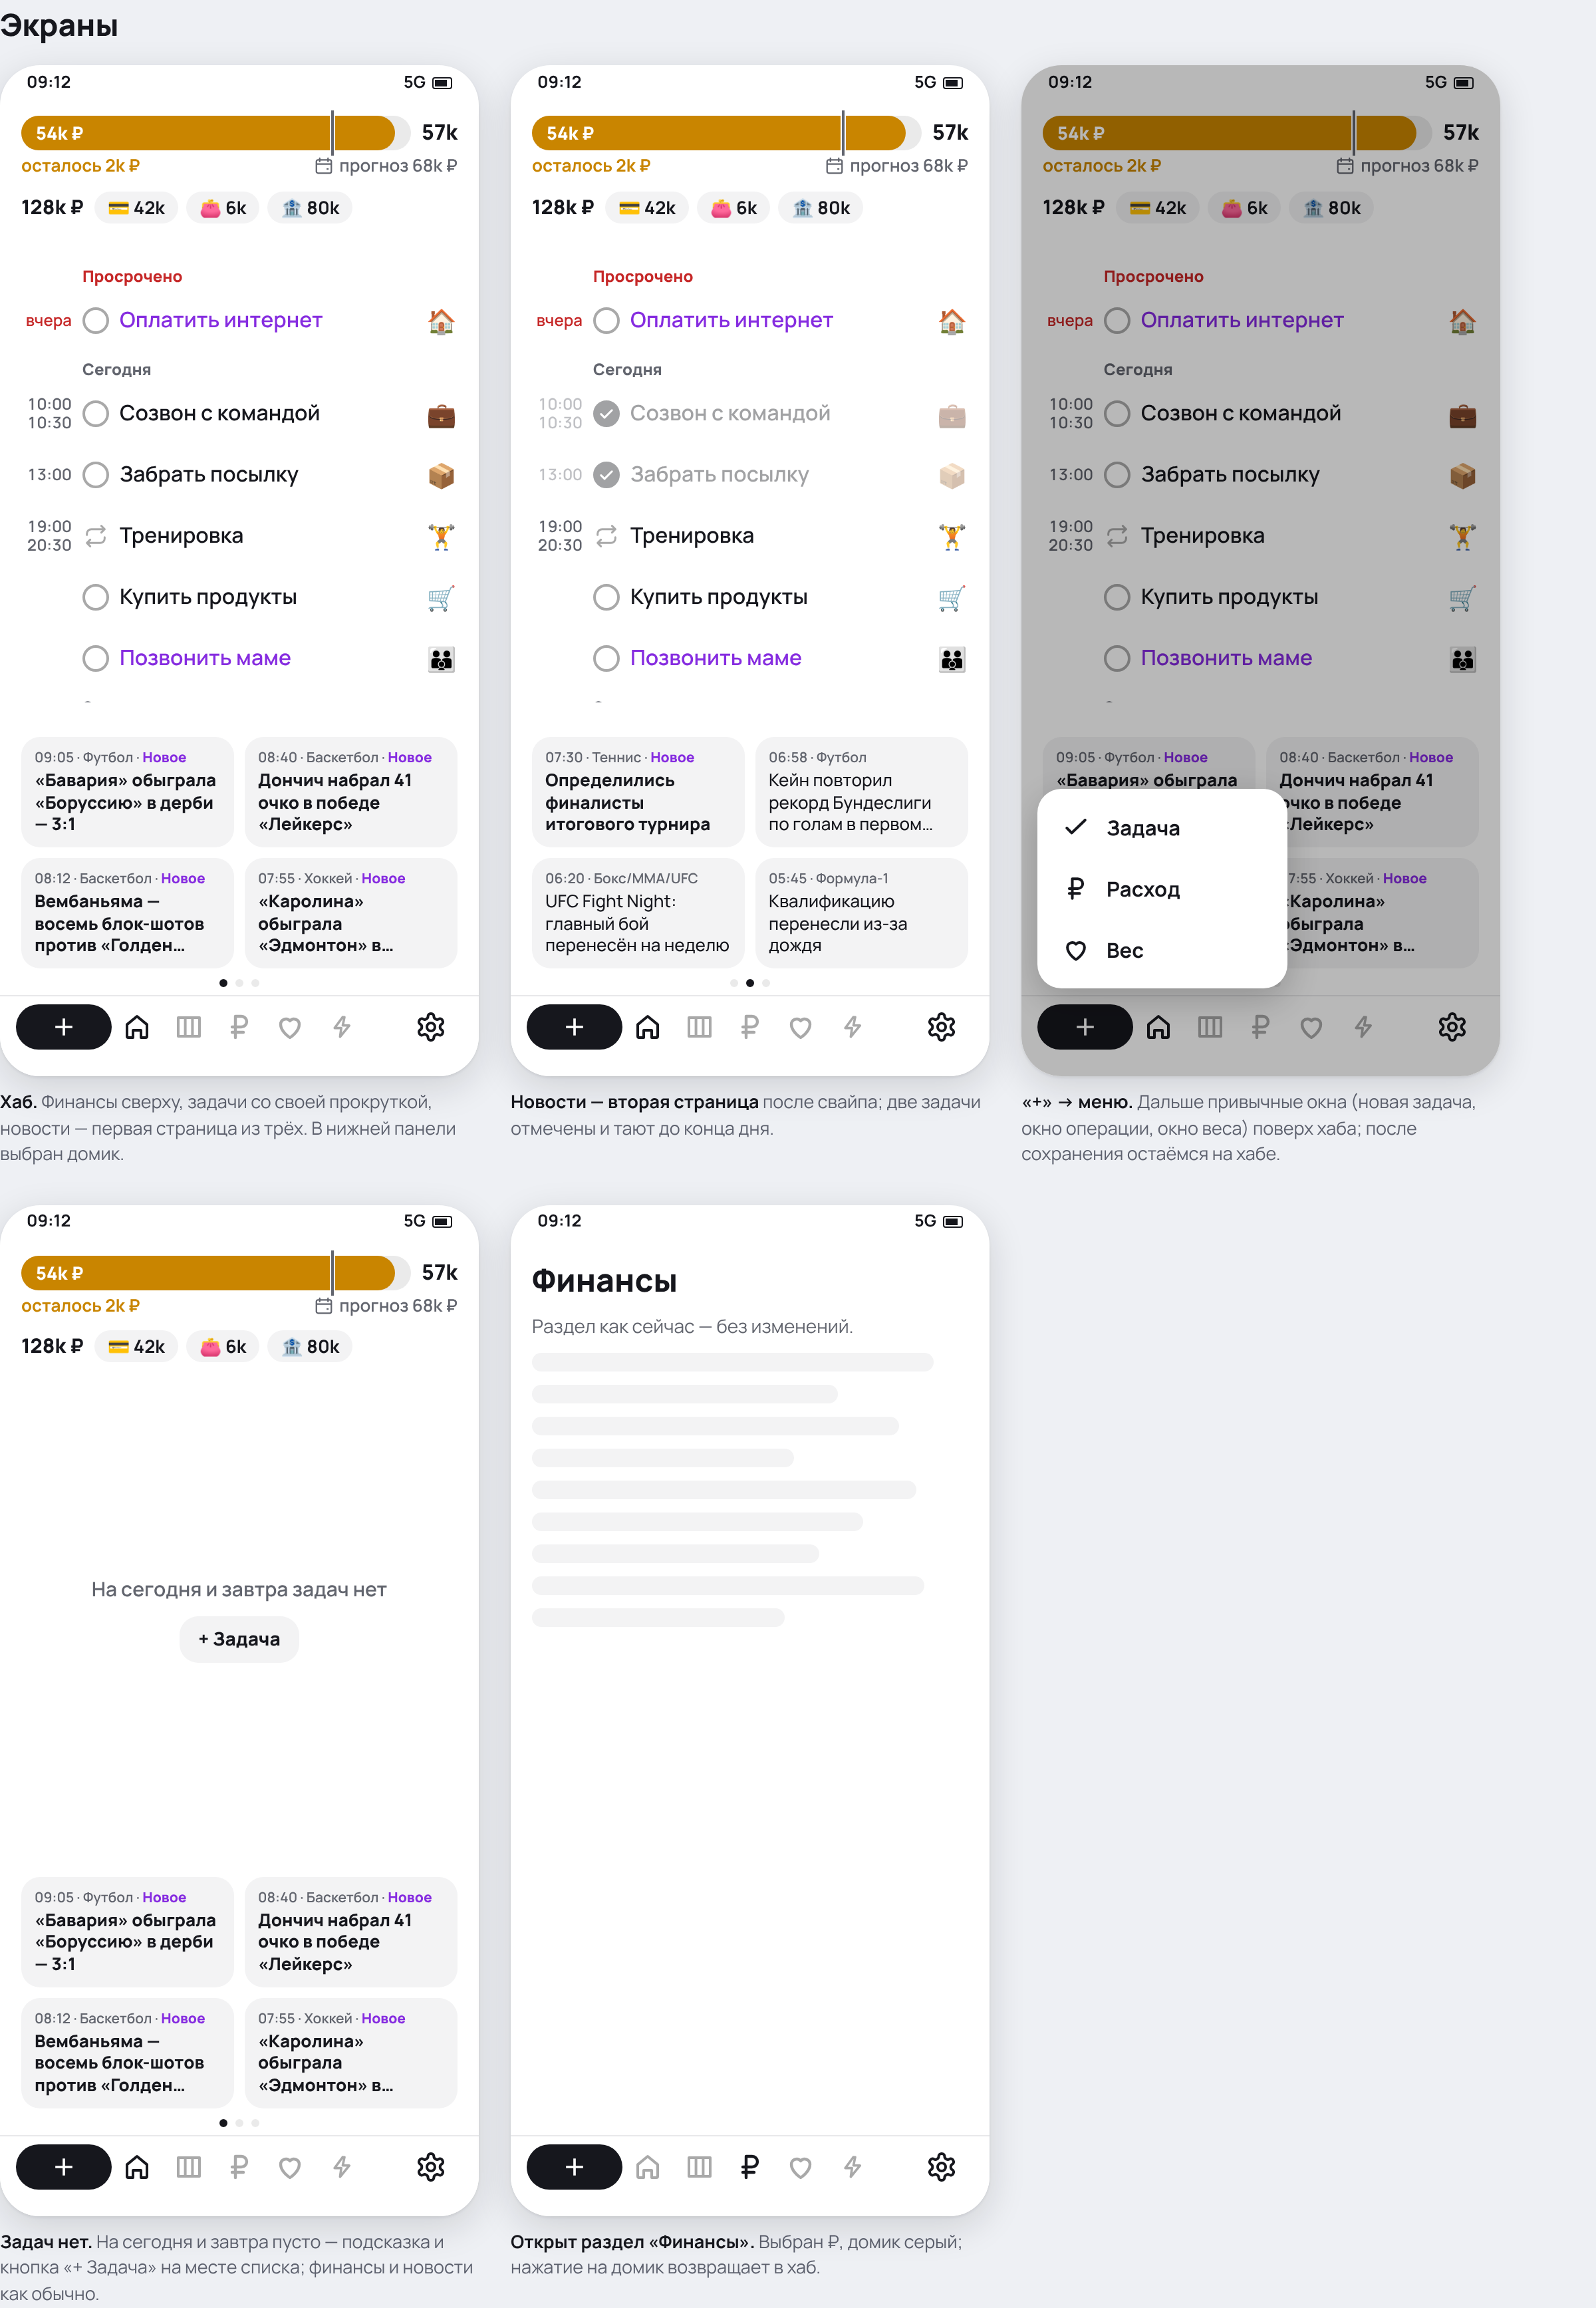 Экраны
09:12 5G
54k ₽ 57k
осталось 2k ₽ прогноз 68k ₽
128k ₽ 42k 6k 80k
Просрочено
вчера Оплатить интернет
Сегодня
10:00
10:30 Созвон с командой
13:00 Забрать посылку
19:00
20:30 Тренировка
Купить продукты
Позвонить маме
09:05 · Футбол · Новое
«Бавария» обыграла
«Боруссию» в дерби
— 3:1
08:40 · Баскетбол · Новое
Дончич набрал 41
очко в победе
«Лейкерс»
08:12 · Баскетбол · Новое
Вембаньяма —
восемь блок-шотов
против «Голден…
07:55 · Хоккей · Новое
«Каролина»
обыграла
«Эдмонтон» в…
Хаб. Финансы сверху, задачи со своей прокруткой,
новости — первая страница из трёх. В нижней панели
выбран домик.
09:12 5G
54k ₽ 57k
осталось 2k ₽ прогноз 68k ₽
128k ₽ 42k 6k 80k
Просрочено
вчера Оплатить интернет
Сегодня
10:00
10:30 Созвон с командой
13:00 Забрать посылку
19:00
20:30 Тренировка
Купить продукты
Позвонить маме
07:30 · Теннис · Новое
Определились
финалисты
итогового турнира
06:58 · Футбол
Кейн повторил
рекорд Бундеслиги
по голам в первом…
06:20 · Бокс/ММА/UFC
UFC Fight Night:
главный бой
перенесён на неделю
05:45 · Формула-1
Квалификацию
перенесли из-за
дождя
Новости — вторая страница после свайпа; две задачи
отмечены и тают до конца дня.
09:12 5G
54k ₽ 57k
осталось 2k ₽ прогноз 68k ₽
128k ₽ 42k 6k 80k
Просрочено
вчера Оплатить интернет
Сегодня
10:00
10:30 Созвон с командой
13:00 Забрать посылку
19:00
20:30 Тренировка
Купить продукты
Позвонить маме
09:05 · Футбол · Новое
«Бавария» обыграла
08:40 · Баскетбол · Новое
Дончич набрал 41
очко в победе
«Лейкерс»
7:55 · Хоккей · Новое
«Каролина»
обыграла
«Эдмонтон» в…
Задача
₽ Расход
Вес
«+» → меню. Дальше привычные окна (новая задача,
окно операции, окно веса) поверх хаба; после
сохранения остаёмся на хабе.
09:12 5G
54k ₽ 57k
осталось 2k ₽ прогноз 68k ₽
128k ₽ 42k 6k 80k
На сегодня и завтра задач нет
+ Задача
09:05 · Футбол · Новое
«Бавария» обыграла
«Боруссию» в дерби
— 3:1
08:40 · Баскетбол · Новое
Дончич набрал 41
очко в победе
«Лейкерс»
08:12 · Баскетбол · Новое
Вембаньяма —
восемь блок-шотов
против «Голден…
07:55 · Хоккей · Новое
«Каролина»
обыграла
«Эдмонтон» в…
Задач нет. На сегодня и завтра пусто — подсказка и
кнопка «+ Задача» на месте списка; финансы и новости
как обычно.
09:12 5G
Финансы
Раздел как сейчас — без изменений.
Открыт раздел «Финансы». Выбран ₽, домик серый;
нажатие на домик возвращает в хаб.